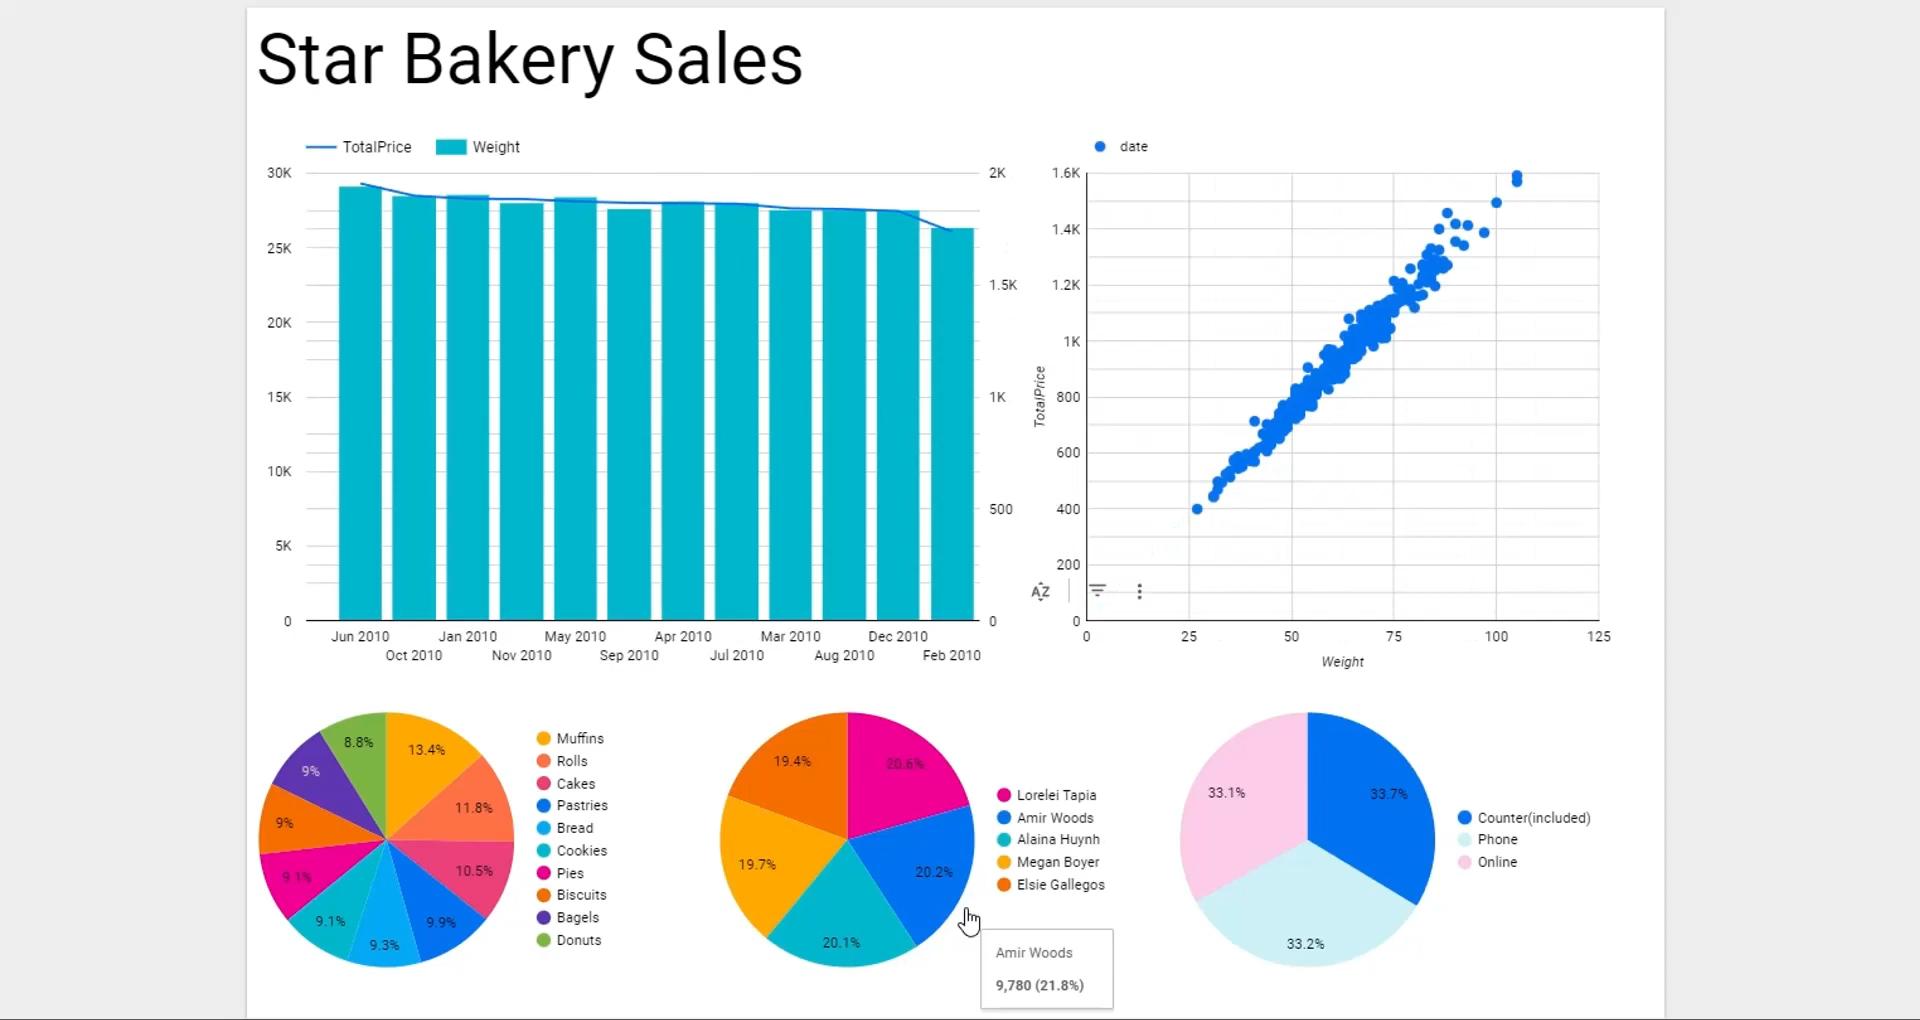 Star Bakery Sales
TotalPrice Weight
30K
25K
20K
15K
10K
5K
0
2K
1.5K
1K
500
0
Jun 2010 Jan 2010 May 2010 Apr 2010 Mar 2010 Dec 2010
Oct 2010 Nov 2010 Sep 2010 Jul 2010 Aug 2010 Feb 2010
date
1.6K
1.4K
1.2K
1K
800
600
400
200
0
TotalPrice
AZ
0 25 50 75 100 125
Weight
13.4%
11.8%
10.5%
9.9%
9.3%
9.1%
9.1%
9%
9%
8.8%
Muffins
Rolls
Cakes
Pastries
Bread
Cookies
Pies
Biscuits
Bagels
Donuts
20.6%
20.2%
20.1%
19.7%
19.4%
Lorelei Tapia
Amir Woods
Alaina Huynh
Megan Boyer
Elsie Gallegos
Amir Woods
9,780 (21.8%)
33.7%
33.2%
33.1%
Counter(included)
Phone
Online